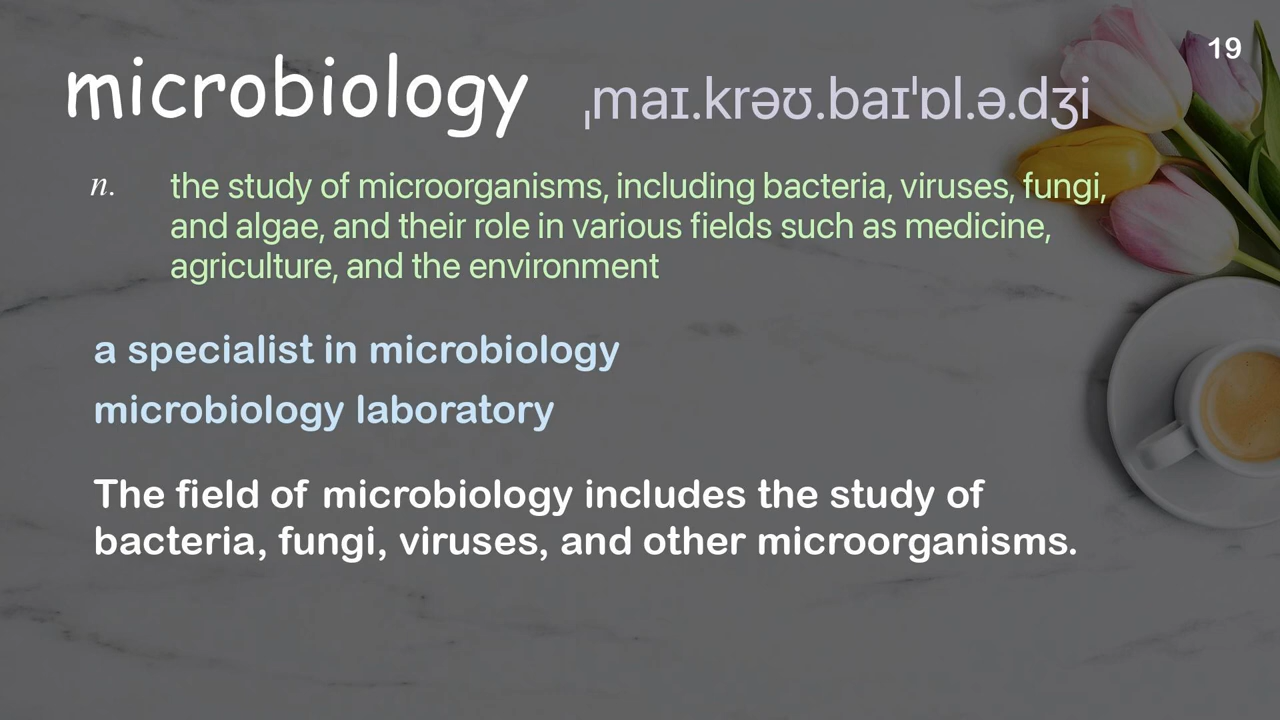 19
microbiology ˌmaɪ.krəʊ.baɪˈɒl.ə.dʒi
n. the study of microorganisms, including bacteria, viruses, fungi,
and algae, and their role in various fields such as medicine,
agriculture, and the environment
a specialist in microbiology
microbiology laboratory
The field of microbiology includes the study of
bacteria, fungi, viruses, and other microorganisms.